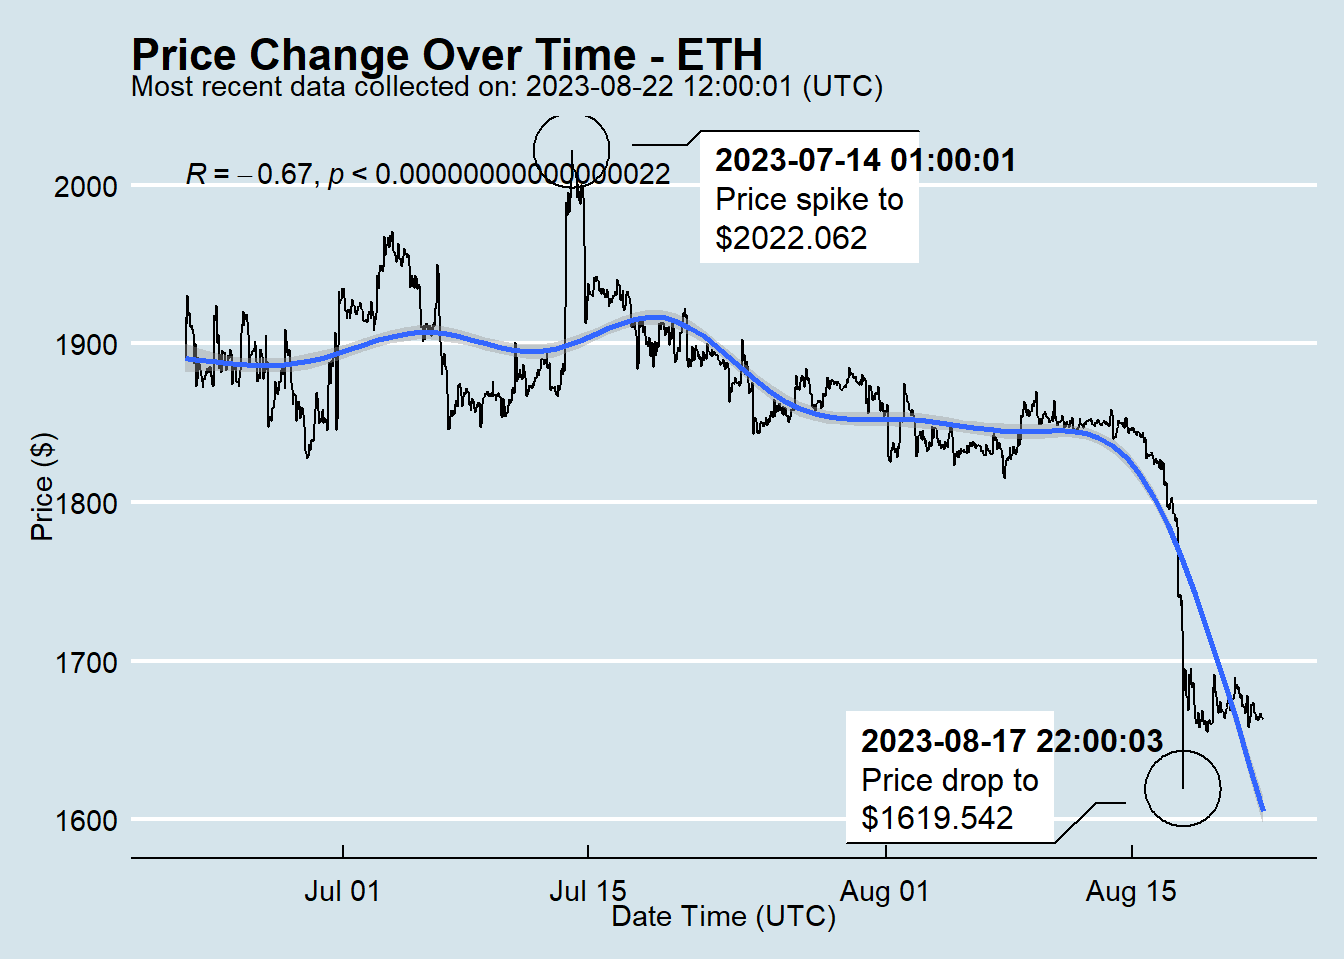 Price Change Over Time - ETH
Most recent data collected on: 2023-08-22 12:00:01 (UTC)
R = −0.67, p < 0.00000000000000022
2023-07-14 01:00:01
Price spike to
$2022.062
2000
1900
1800
1700
1600
Price ($)
2023-08-17 22:00:03
Price drop to
$1619.542
Jul 01
Jul 15
Aug 01
Aug 15
Date Time (UTC)